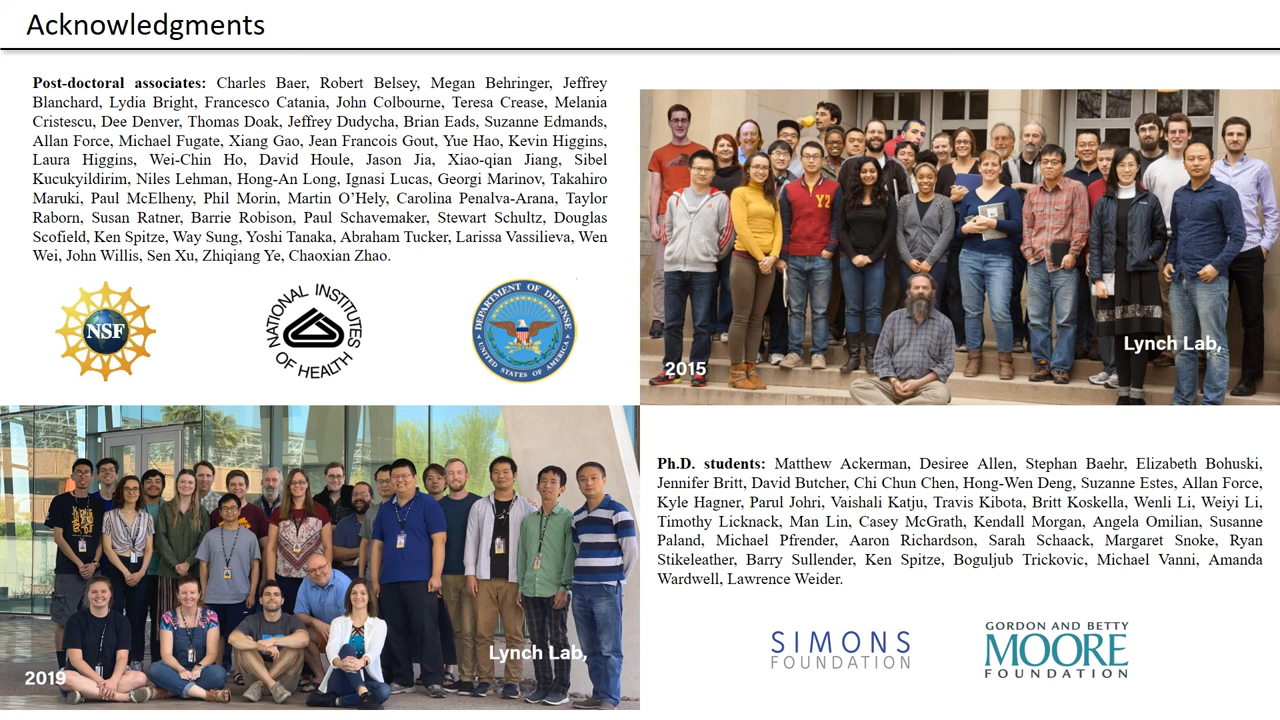 Acknowledgments
Post-doctoral associates: Charles Baer, Robert Belsey, Megan Behringer, Jeffrey
Blanchard, Lydia Bright, Francesco Catania, John Colbourne, Teresa Crease, Melania
Cristescu, Dee Denver, Thomas Doak, Jeffrey Dudycha, Brian Eads, Suzanne Edmands,
Allan Force, Michael Fugate, Xiang Gao, Jean Francois Gout, Yue Hao, Kevin Higgins,
Laura Higgins, Wei-Chin Ho, David Houle, Jason Jia, Xiao-qian Jiang, Sibel
Kucukyildirim, Niles Lehman, Hong-An Long, Ignasi Lucas, Georgi Marinov, Takahiro
Maruki, Paul McElheny, Phil Morin, Martin O'Hely, Carolina Penalva-Arana, Taylor
Raborn, Susan Ratner, Barrie Robison, Paul Schavemaker, Stewart Schultz, Douglas
Scofield, Ken Spitze, Way Sung, Yoshi Tanaka, Abraham Tucker, Larissa Vassilieva, Wen
Wei, John Willis, Sen Xu, Zhiqiang Ye, Chaoxian Zhao.
NSF
NATIONAL INSTITUTES
OF HEALTH
DEPARTMENT OF DEFENSE
UNITED STATES OF AMERICA
Lynch Lab,
2015
Lynch Lab,
2019
Ph.D. students: Matthew Ackerman, Desiree Allen, Stephan Baehr, Elizabeth Bohuski,
Jennifer Britt, David Butcher, Chi Chun Chen, Hong-Wen Deng, Suzanne Estes, Allan Force,
Kyle Hagner, Parul Johri, Vaishali Katju, Travis Kibota, Britt Koskella, Wenli Li, Weiyi Li,
Timothy Licknack, Man Lin, Casey McGrath, Kendall Morgan, Angela Omilian, Susanne
Paland, Michael Pfrender, Aaron Richardson, Sarah Schaack, Margaret Snoke, Ryan
Stikeleather, Barry Sullender, Ken Spitze, Boguljub Trickovic, Michael Vanni, Amanda
Wardwell, Lawrence Weider.
SIMONS
FOUNDATION
GORDON AND BETTY
MOORE
FOUNDATION